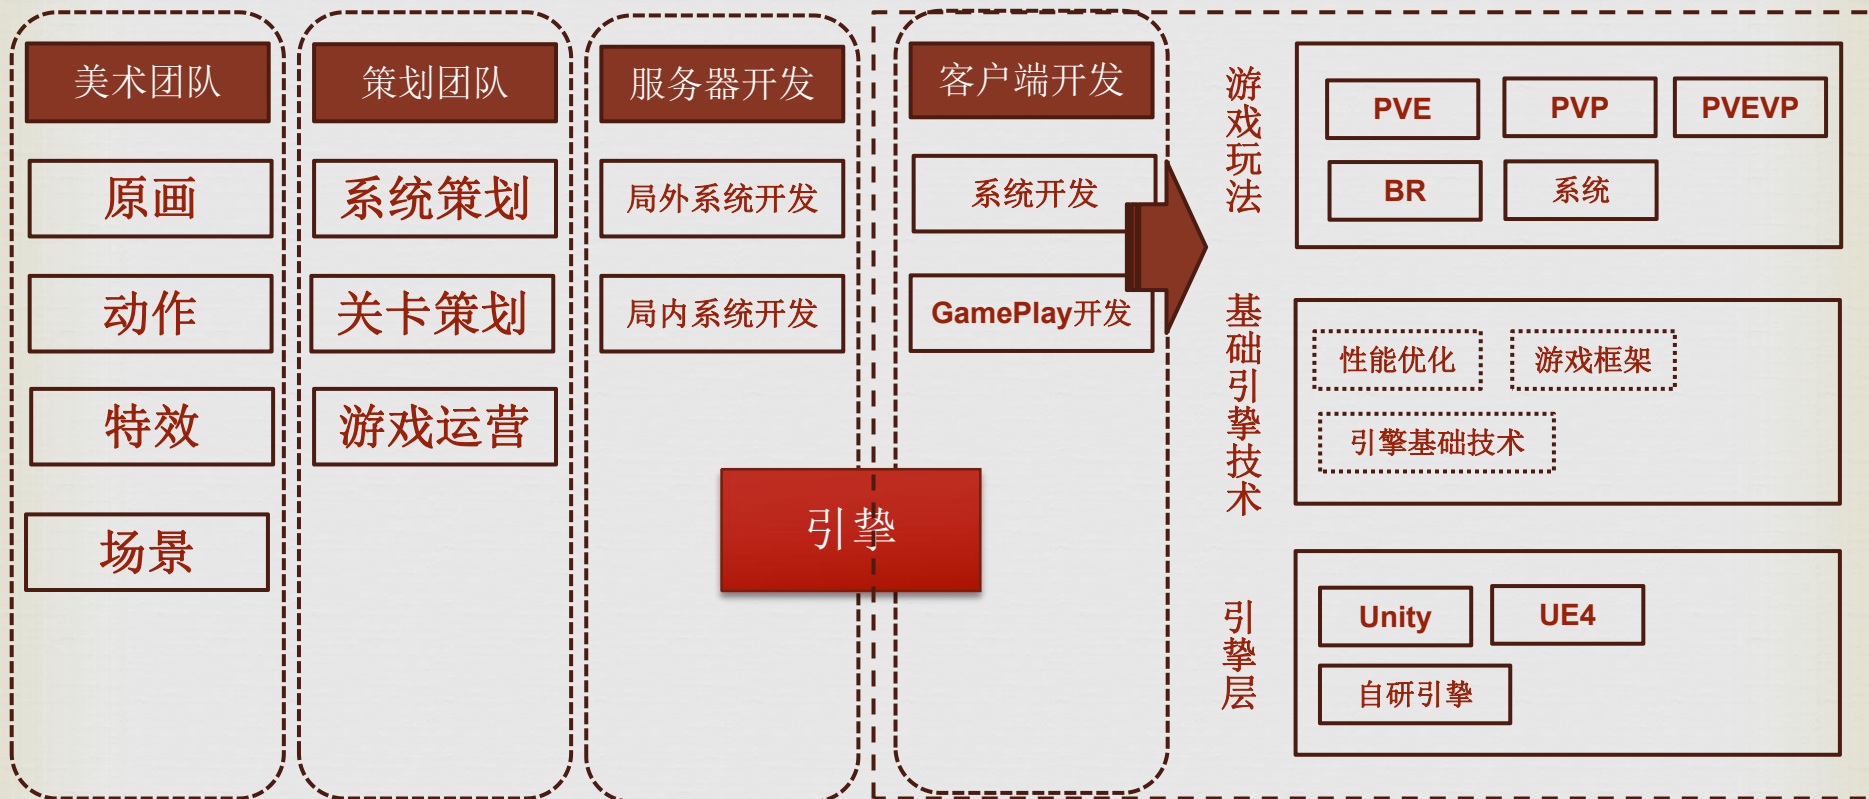 美术团队
原画
动作
特效
场景
策划团队
系统策划
关卡策划
游戏运营
服务器开发
局外系统开发
局内系统开发
引挚
客户端开发
系统开发
GamePlay开发
游戏玩法
PVE
PVP
PVEVP
BR
系统
基础引挚技术
性能优化
游戏框架
引擎基础技术
引挚层
Unity
UE4
自研引挚